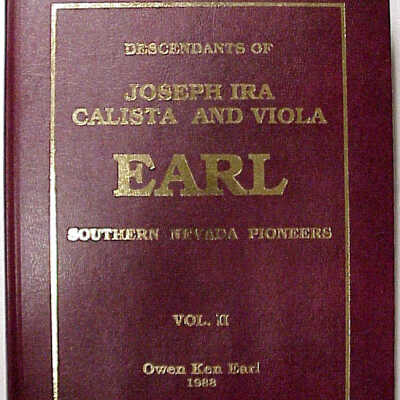 DESCENDANTS OF
JOSEPH IRA
CALISTA AND VIOLA
EARL
SOUTHERN NEVADA PIONEERS
VOL. II
Owen Ken Earl
1988